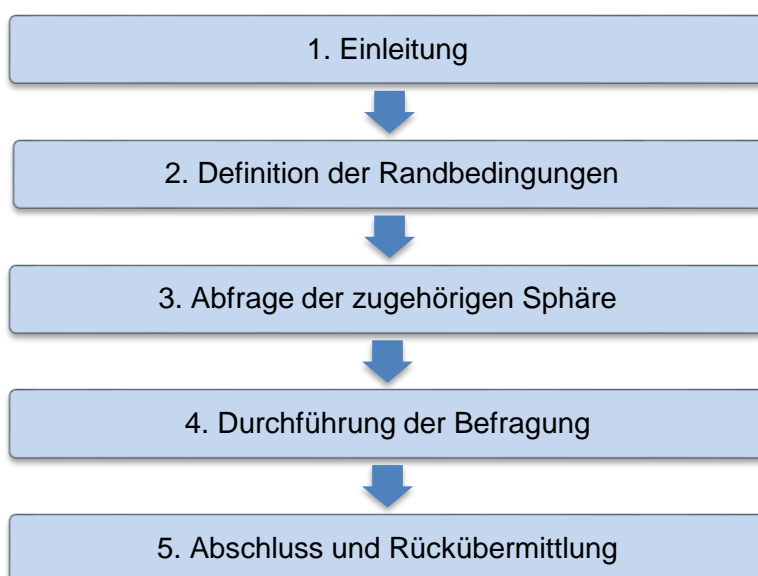 1. Einleitung
2. Definition der Randbedingungen
3. Abfrage der zugehörigen Sphäre
4. Durchführung der Befragung
5. Abschluss und Rückübermittlung